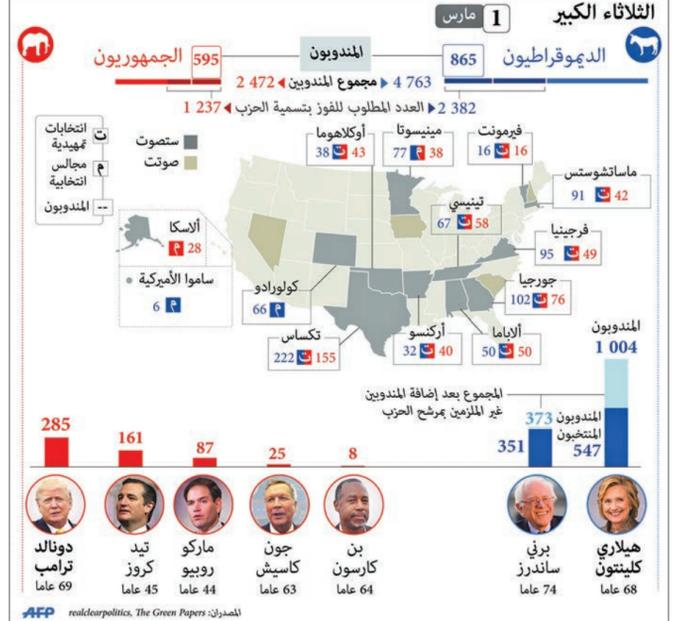 الثلاثاء الكبير
1 مارس
الديموقراطيون
865
المندوبون
595
الجمهوريون
4 763 مجموع المندوبين 2 472
2 382 العدد المطلوب للفوز بتسمية الحزب 1 237
ت انتخابات تمهيدية
م مجالس انتخابية
-- المندوبون
ستصوت
صوتت
أوكلاهوما
38 ت 43
مينيسوتا
77 م 38
فيرمونت
16 ت 16
ماساتشوستس
91 ت 42
تينيسي
67 ت 58
فرجينيا
95 ت 49
جورجيا
102 ت 76
ألاسكا
م 28
ساموا الأميركية
6 م
كولورادو
66 م
تكساس
222 ت 155
أركنسو
32 ت 40
ألاباما
50 ت 50
المندوبون
1 004
المجموع بعد إضافة المندوبين
غير الملزمين بمرشح الحزب
المندوبون 373
المنتخبون
547
351
8
25
87
161
285
هيلاري
كلينتون
68 عاما
برني
ساندرز
74 عاما
بن
كارسون
64 عاما
جون
كاسيش
63 عاما
ماركو
روبيو
44 عاما
تيد
كروز
45 عاما
دونالد
ترامب
69 عاما
المصدران: realclearpolitics, The Green Papers
AFP